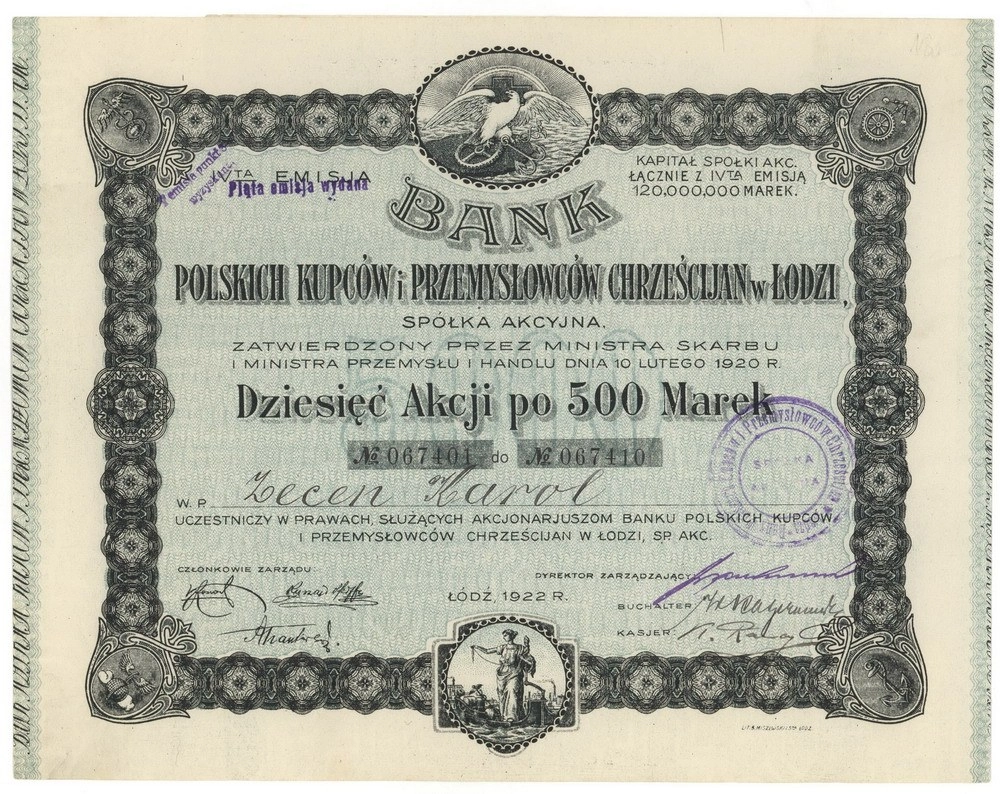 IVTA EMISJA
Piąta emisja wydana
KAPITAŁ SPÓŁKI AKC.
ŁĄCZNIE Z IVTĄ EMISJĄ
120,000,000 MAREK.
BANK
POLSKICH KUPCÓW i PRZEMYSŁOWCÓW CHRZEŚCIJAN w ŁODZI,
SPÓŁKA AKCYJNA.
ZATWIERDZONY PRZEZ MINISTRA SKARBU
I MINISTRA PRZEMYSŁU I HANDLU DNIA 10 LUTEGO 1920 R.
Dziesięć Akcji po 500 Marek
№ 067401 do № 067410
W. P. Zecen Karol
UCZESTNICZY W PRAWACH, SŁUŻĄCYCH AKCJONARJUSZOM BANKU POLSKICH KUPCÓW
I PRZEMYSŁOWCÓW CHRZEŚCIJAN W ŁODZI, SP. AKC.
CZŁONKOWIE ZARZĄDU:
ŁÓDŹ, 1922 R.
DYREKTOR ZARZĄDZAJĄCY
BUCHALTER
KASJER